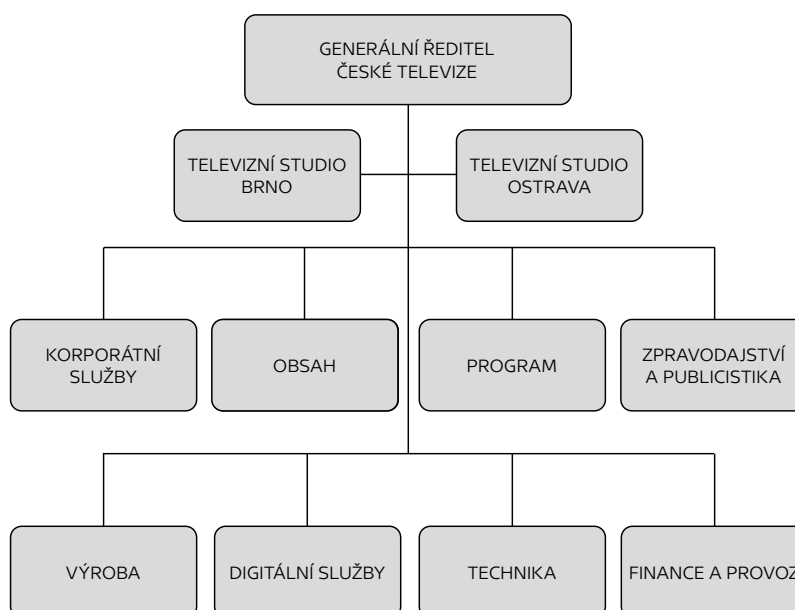 GENERÁLNÍ ŘEDITEL
ČESKÉ TELEVIZE
TELEVIZNÍ STUDIO
BRNO
TELEVIZNÍ STUDIO
OSTRAVA
KORPORÁTNÍ
SLUŽBY
OBSAH
PROGRAM
ZPRAVODAJSTVÍ
A PUBLICISTIKA
VÝROBA
DIGITÁLNÍ SLUŽBY
TECHNIKA
FINANCE A PROVOZ